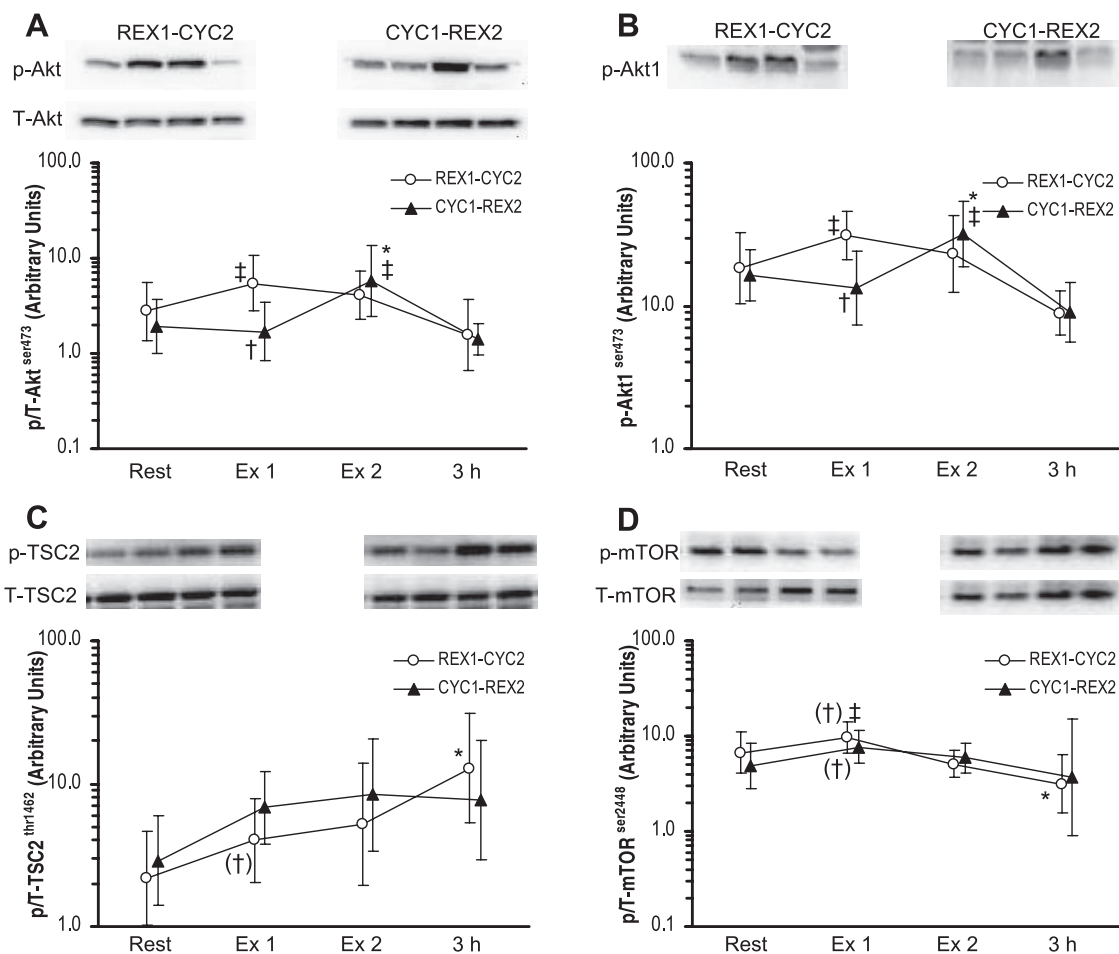 A
REX1-CYC2
CYC1-REX2
p-Akt
T-Akt
100.0
10.0
1.0
0.1
p/T-Akt ser473 (Arbitrary Units)
REX1-CYC2
CYC1-REX2
‡
†
*
‡
Rest
Ex 1
Ex 2
3 h
B
REX1-CYC2
CYC1-REX2
p-Akt1
100.0
10.0
1.0
p-Akt1 ser473 (Arbitrary Units)
REX1-CYC2
CYC1-REX2
‡
†
*
‡
Rest
Ex 1
Ex 2
3 h
C
p-TSC2
T-TSC2
100.0
10.0
1.0
p/T-TSC2 thr1462 (Arbitrary Units)
REX1-CYC2
CYC1-REX2
(†)
*
Rest
Ex 1
Ex 2
3 h
D
p-mTOR
T-mTOR
100.0
10.0
1.0
0.1
p/T-mTOR ser2448 (Arbitrary Units)
REX1-CYC2
CYC1-REX2
(†) ‡
(†)
*
Rest
Ex 1
Ex 2
3 h